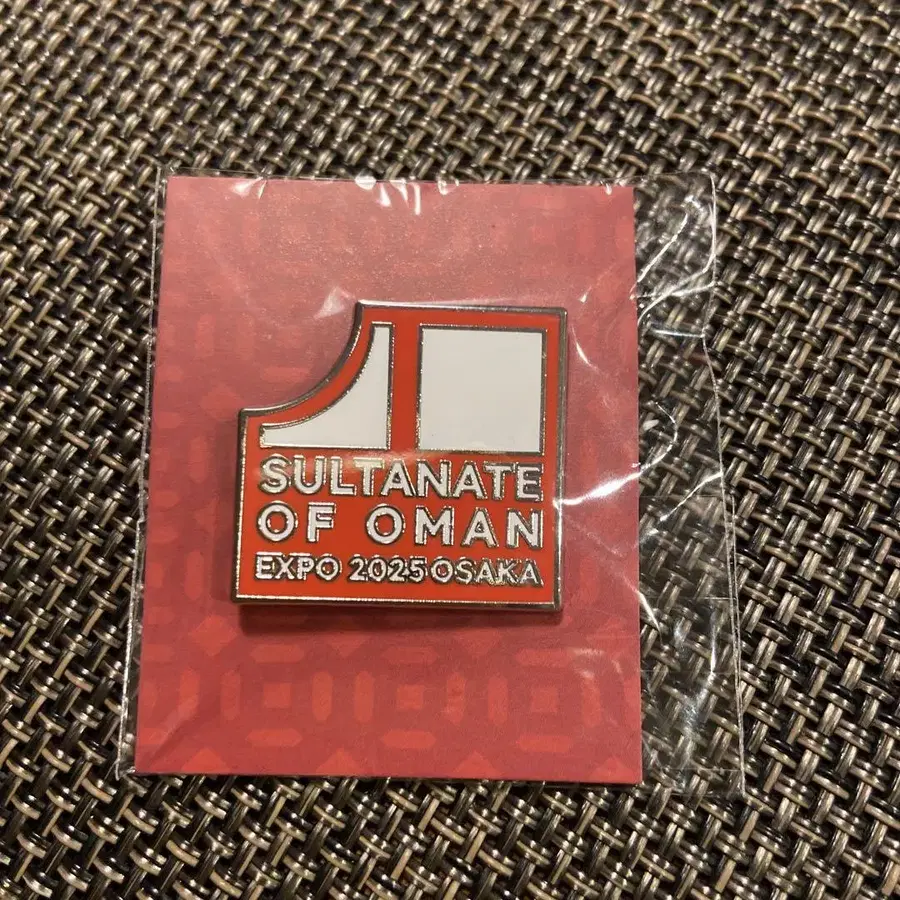 SULTANATE
OF OMAN
EXPO 2025 OSAKA